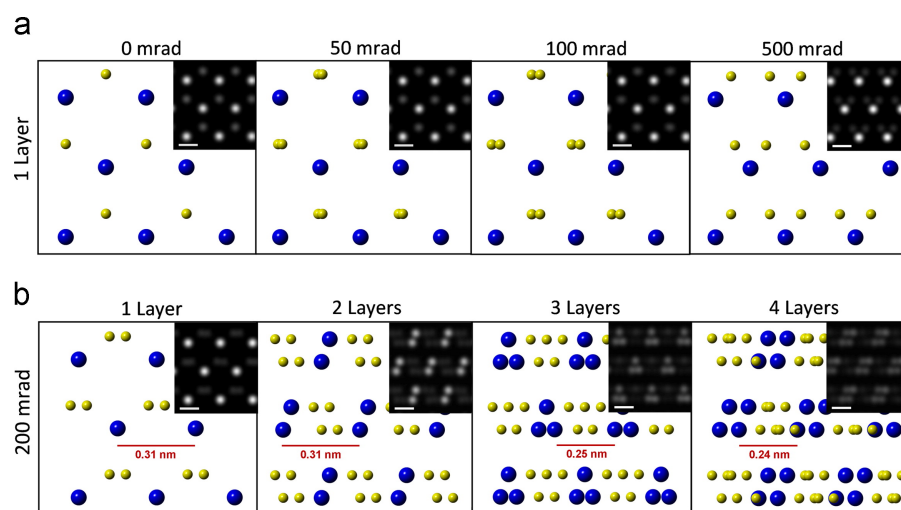 a
0 mrad
50 mrad
100 mrad
500 mrad
1 Layer
b
1 Layer
2 Layers
3 Layers
4 Layers
200 mrad
0.31 nm
0.31 nm
0.25 nm
0.24 nm